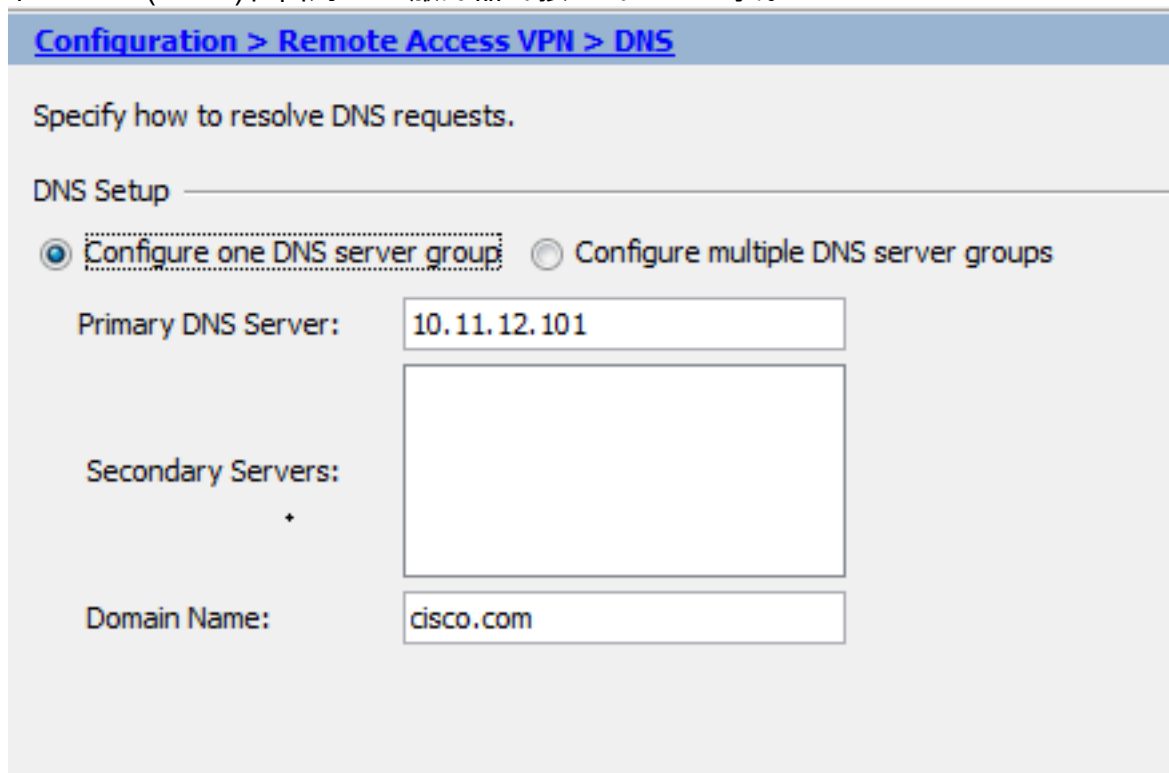 Configuration > Remote Access VPN > DNS
Specify how to resolve DNS requests.
DNS Setup
Configure one DNS server group Configure multiple DNS server groups
Primary DNS Server: 10.11.12.101
Secondary Servers:
Domain Name: cisco.com